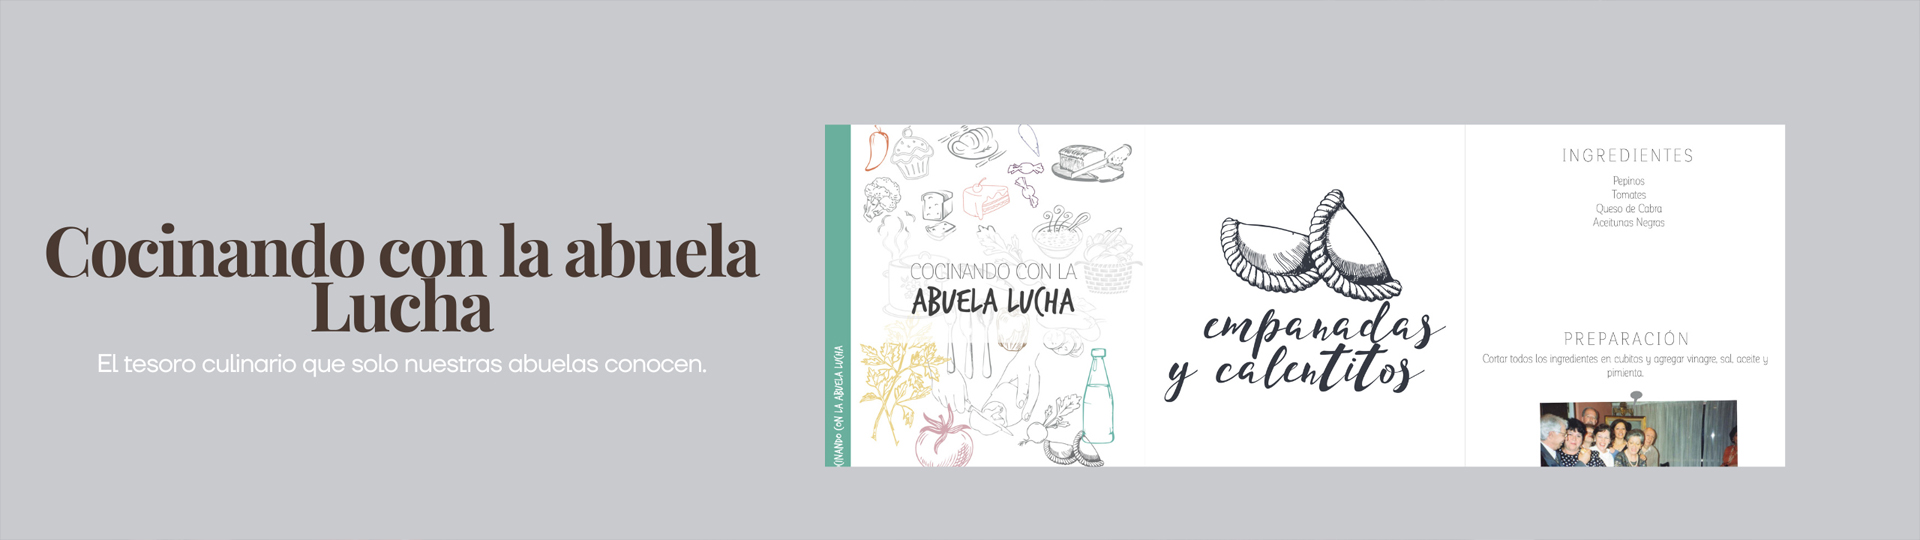 Cocinando con la abuela
Lucha
El tesoro culinario que solo nuestras abuelas conocen.
COCINANDO CON LA
ABUELA LUCHA
CINANDO CON LA ABUELA LUCHA
empanadas
y calentitos
INGREDIENTES
Pepinos
Tomates
Queso de Cabra
Aceitunas Negras
PREPARACIÓN
Cortar todos los ingredientes en cubitos y agregar vinagre, sal, aceite y
pimienta.